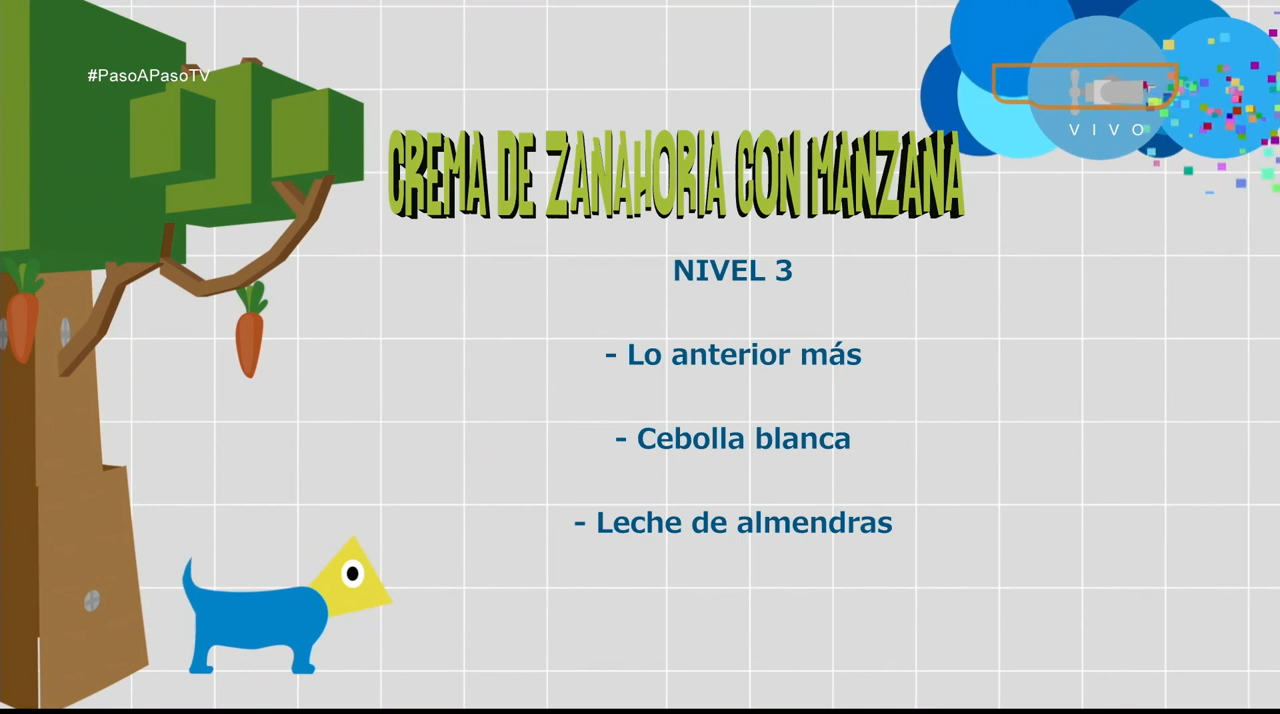 #PasoAPasoTV
VIVO
CREMA DE ZANAHORIA CON MANZANA
NIVEL 3
- Lo anterior más
- Cebolla blanca
- Leche de almendras